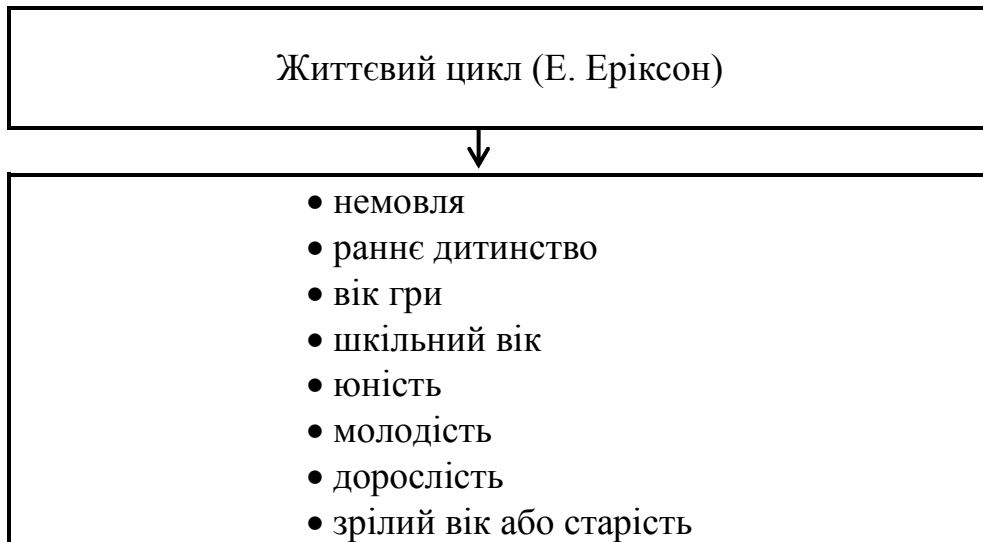 Життєвий цикл (Е. Еріксон)
• немовля
• раннє дитинство
• вік гри
• шкільний вік
• юність
• молодість
• дорослість
• зрілий вік або старість